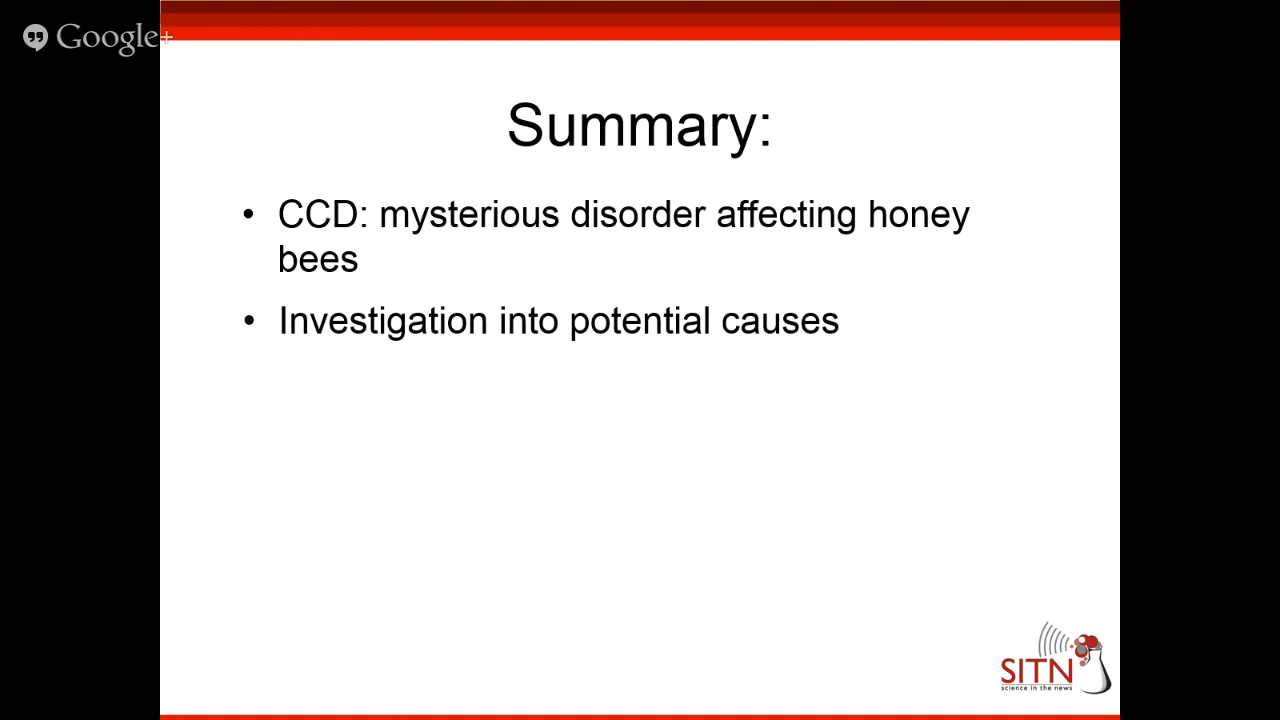 Google+
Summary:
• CCD: mysterious disorder affecting honey
bees
• Investigation into potential causes
SITN
science in the news